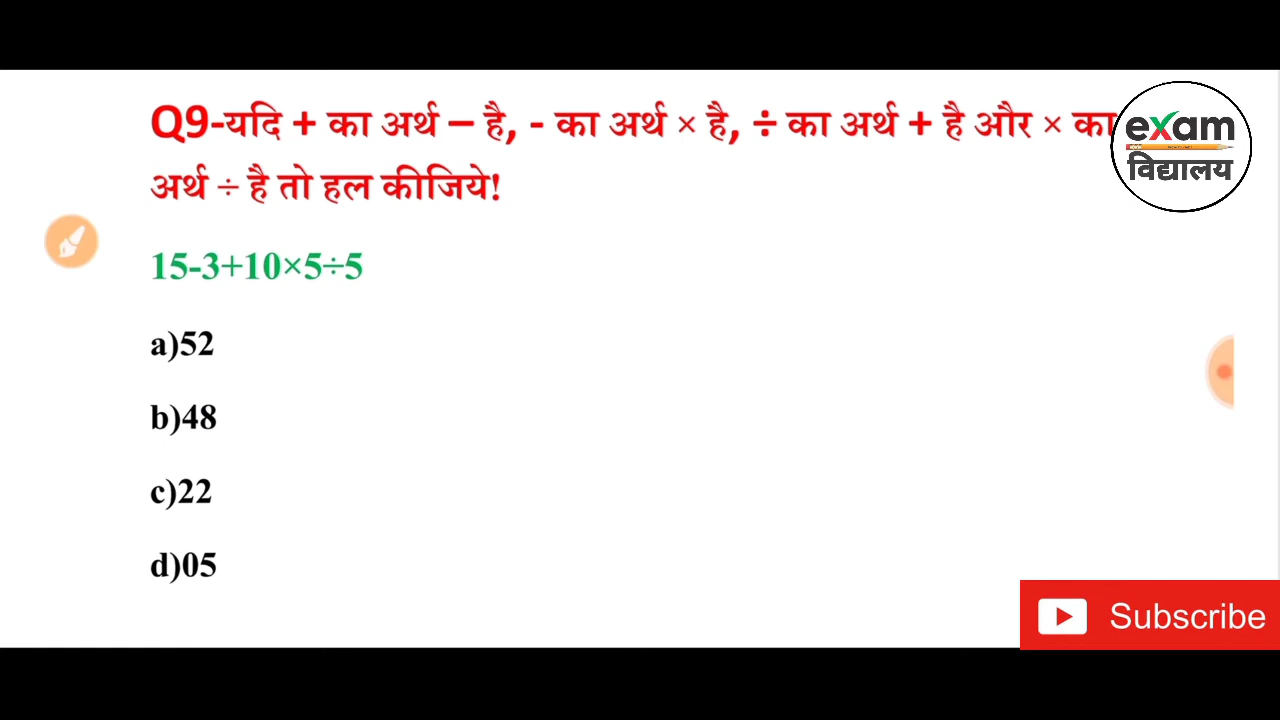 Q9-यदि + का अर्थ – है, - का अर्थ × है, ÷ का अर्थ + है और × का
अर्थ ÷ है तो हल कीजिये!
exam
विद्यालय
15-3+10×5÷5
a)52
b)48
c)22
d)05
Subscribe